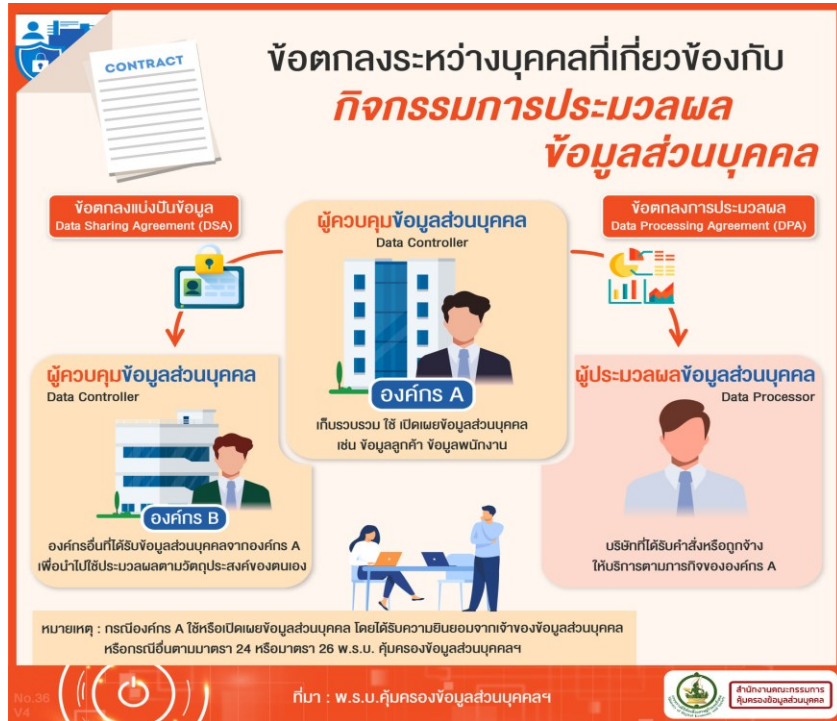 CONTRACT
ข้อตกลงระหว่างบุคคลที่เกี่ยวข้องกับ
กิจกรรมการประมวลผล
ข้อมูลส่วนบุคคล
ข้อตกลงแบ่งปันข้อมูล
Data Sharing Agreement (DSA)
ผู้ควบคุมข้อมูลส่วนบุคคล
Data Controller
องค์กร A
เก็บรวบรวม ใช้ เปิดเผยข้อมูลส่วนบุคคล
เช่น ข้อมูลลูกค้า ข้อมูลพนักงาน
ข้อตกลงการประมวลผล
Data Processing Agreement (DPA)
ผู้ควบคุมข้อมูลส่วนบุคคล
Data Controller
องค์กร B
องค์กรอื่นที่ได้รับข้อมูลส่วนบุคคลจากองค์กร A
เพื่อนำไปใช้ประมวลผลตามวัตถุประสงค์ของตนเอง
ผู้ประมวลผลข้อมูลส่วนบุคคล
Data Processor
บริษัทที่ได้รับคำสั่งหรือถูกจ้าง
ให้บริการตามภารกิจขององค์กร A
หมายเหตุ : กรณีองค์กร A ใช้หรือเปิดเผยข้อมูลส่วนบุคคล โดยได้รับความยินยอมจากเจ้าของข้อมูลส่วนบุคคล
หรือกรณีอื่นตามมาตรา 24 หรือมาตรา 26 พ.ร.บ. คุ้มครองข้อมูลส่วนบุคคลฯ
No.36
V4
ที่มา : พ.ร.บ.คุ้มครองข้อมูลส่วนบุคคลฯ
สำนักงานคณะกรรมการ
คุ้มครองข้อมูลส่วนบุคคล